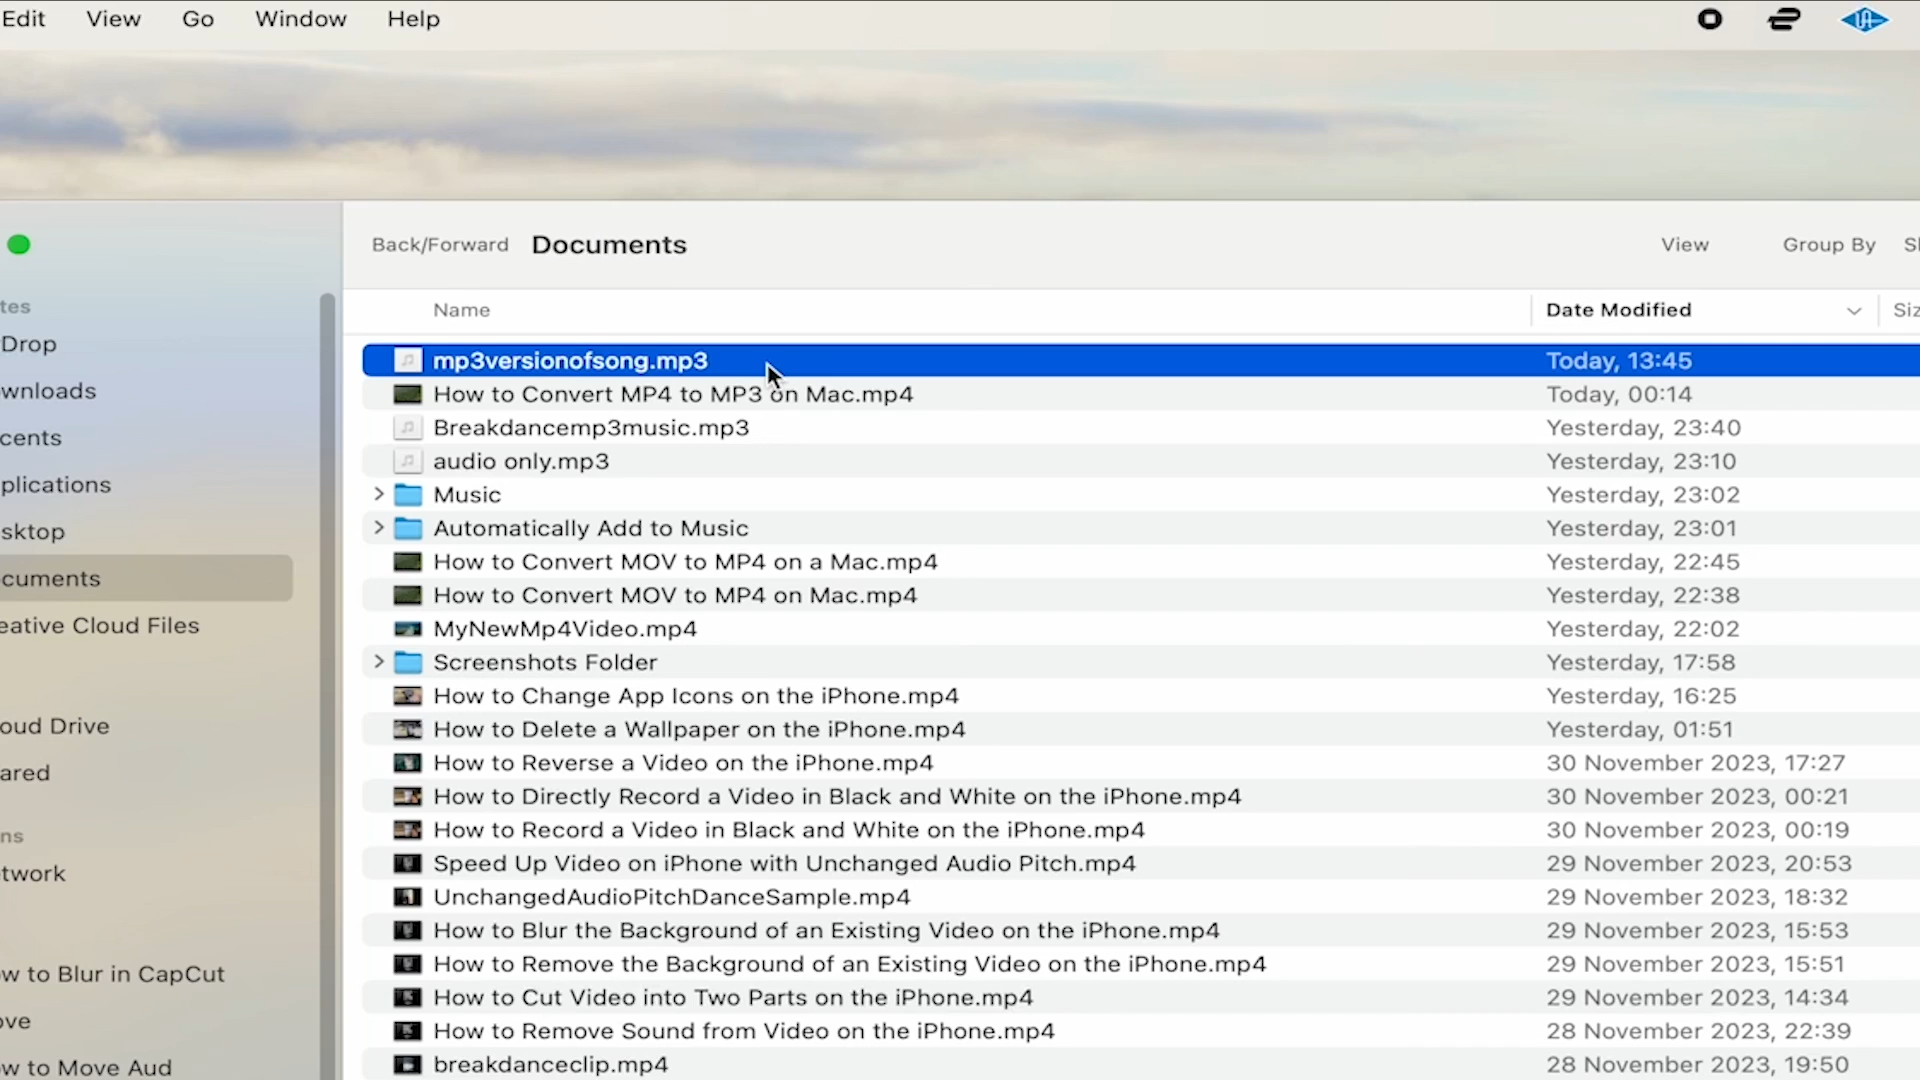 Edit View Go Window Help
Back/Forward Documents View Group By Sh
Name Date Modified Siz
mp3versionofsong.mp3 Today, 13:45
How to Convert MP4 to MP3 on Mac.mp4 Today, 00:14
Breakdancemp3music.mp3 Yesterday, 23:40
audio only.mp3 Yesterday, 23:10
Music Yesterday, 23:02
Automatically Add to Music Yesterday, 23:01
How to Convert MOV to MP4 on a Mac.mp4 Yesterday, 22:45
How to Convert MOV to MP4 on Mac.mp4 Yesterday, 22:38
MyNewMp4Video.mp4 Yesterday, 22:02
Screenshots Folder Yesterday, 17:58
How to Change App Icons on the iPhone.mp4 Yesterday, 16:25
How to Delete a Wallpaper on the iPhone.mp4 Yesterday, 01:51
How to Reverse a Video on the iPhone.mp4 30 November 2023, 17:27
How to Directly Record a Video in Black and White on the iPhone.mp4 30 November 2023, 00:21
How to Record a Video in Black and White on the iPhone.mp4 30 November 2023, 00:19
Speed Up Video on iPhone with Unchanged Audio Pitch.mp4 29 November 2023, 20:53
UnchangedAudioPitchDanceSample.mp4 29 November 2023, 18:32
How to Blur the Background of an Existing Video on the iPhone.mp4 29 November 2023, 15:53
How to Remove the Background of an Existing Video on the iPhone.mp4 29 November 2023, 15:51
How to Cut Video into Two Parts on the iPhone.mp4 29 November 2023, 14:34
How to Remove Sound from Video on the iPhone.mp4 28 November 2023, 22:39
breakdanceclip.mp4 28 November 2023, 19:50
tes
Drop
wnloads
cents
plications
sktop
cuments
eative Cloud Files
oud Drive
ared
ns
twork
w to Blur in CapCut
ove
w to Move Aud